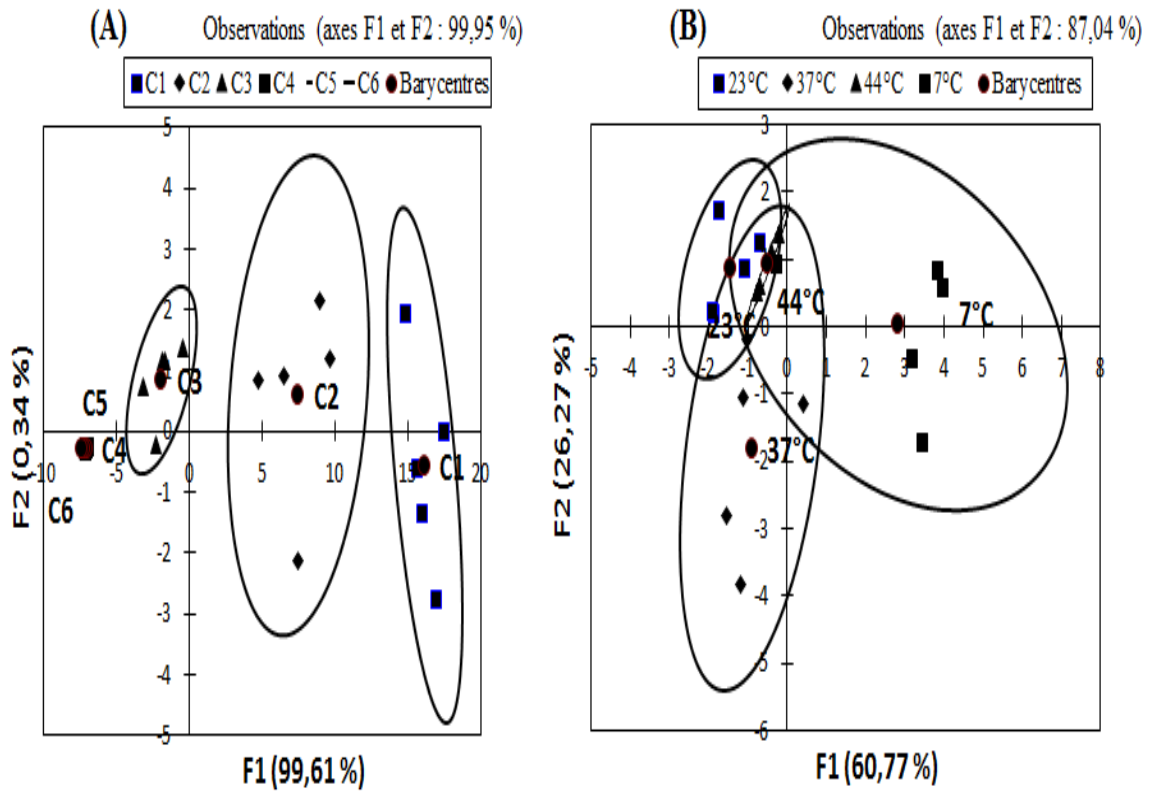 (A)
Observations (axes F1 et F2 : 99,95 %)
C1 C2 C3 C4 -C5 -C6 Barycentres
5
4
3
2
1
0
-1
-2
-3
-4
-5
-10 -5 0 5 10 15 20
C3
C2
C5
C4
C1
C6
F2 (0,34 %)
F1 (99,61 %)
(B)
Observations (axes F1 et F2 : 87,04 %)
23°C 37°C 44°C 7°C Barycentres
3
2
1
0
-1
-2
-3
-4
-5
-6
-5 -4 -3 -2 -1 0 1 2 3 4 5 6 7 8
44°C
7°C
23°C
37°C
F2 (26,27 %)
F1 (60,77 %)